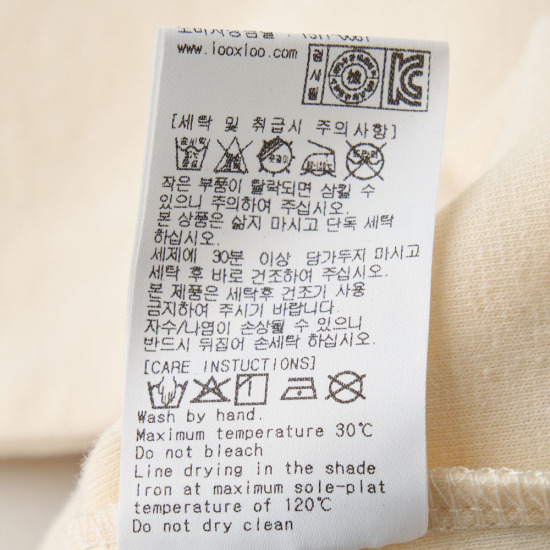 www.iooxioo.com
검사필
KC
[세탁 및 취급시 주의사항]
작은 부품이 탈락되면 삼킬 수
있으니 주의하여 주십시오.
본 상품은 삶지 마시고 단독 세탁
하십시오.
세제에 30분 이상 담가두지 마시고
세탁 후 바로 건조하여 주십시오.
본 제품은 세탁후 건조기 사용
금지하여 주시기 바랍니다.
자수/나염이 손상될 수 있으니
반드시 뒤집어 손세탁 하십시오.
[CARE INSTUCTIONS]
Wash by hand.
Maximum temperature 30℃
Do not bleach
Line drying in the shade
Iron at maximum sole-plat
temperature of 120℃
Do not dry clean